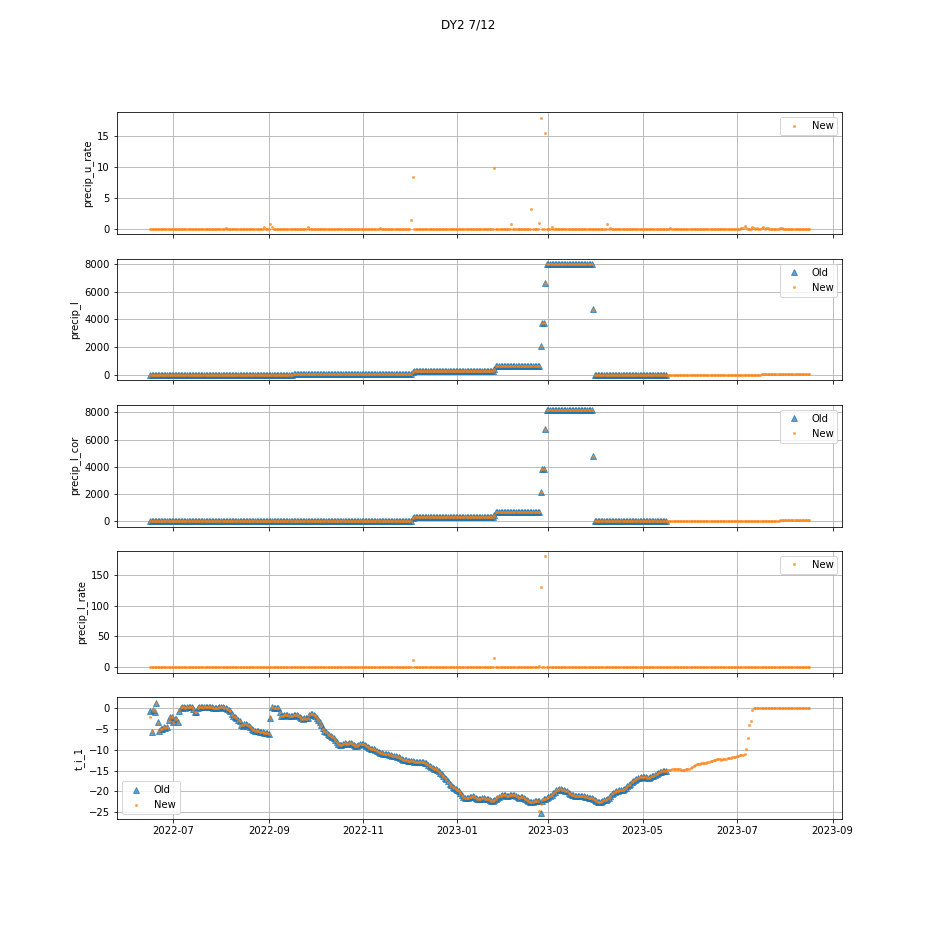 DY2 7/12
precip_u_rate
15
10
5
0
New
precip_l
8000
6000
4000
2000
0
Old
New
precip_l_cor
8000
6000
4000
2000
0
Old
New
precip_l_rate
150
100
50
0
New
t_i_1
0
−5
−10
−15
−20
−25
Old
New
2022-07
2022-09
2022-11
2023-01
2023-03
2023-05
2023-07
2023-09